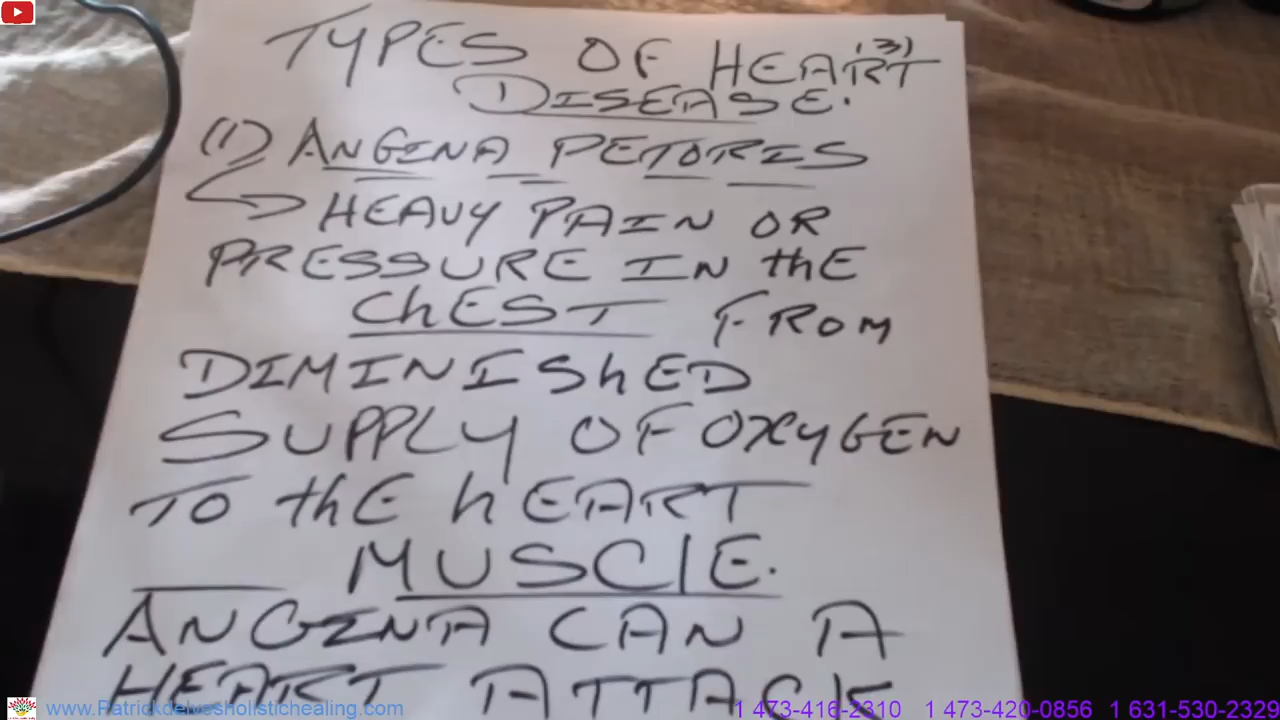 TYPES OF HEART (3)
DISEASE.
(1) ANGINA PETORIS
HEAVY PAIN OR
PRESSURE IN thE
ChEST FROM
DIMINIShED
SUPPLY OF OXYGEN
TO thE hEART
MUSCLE.
ANGINA CAN A
HEART ATTACK
www.Patrickdelvesholistichealing.com
1 473-416-2310 1 473-420-0856 1 631-530-2329